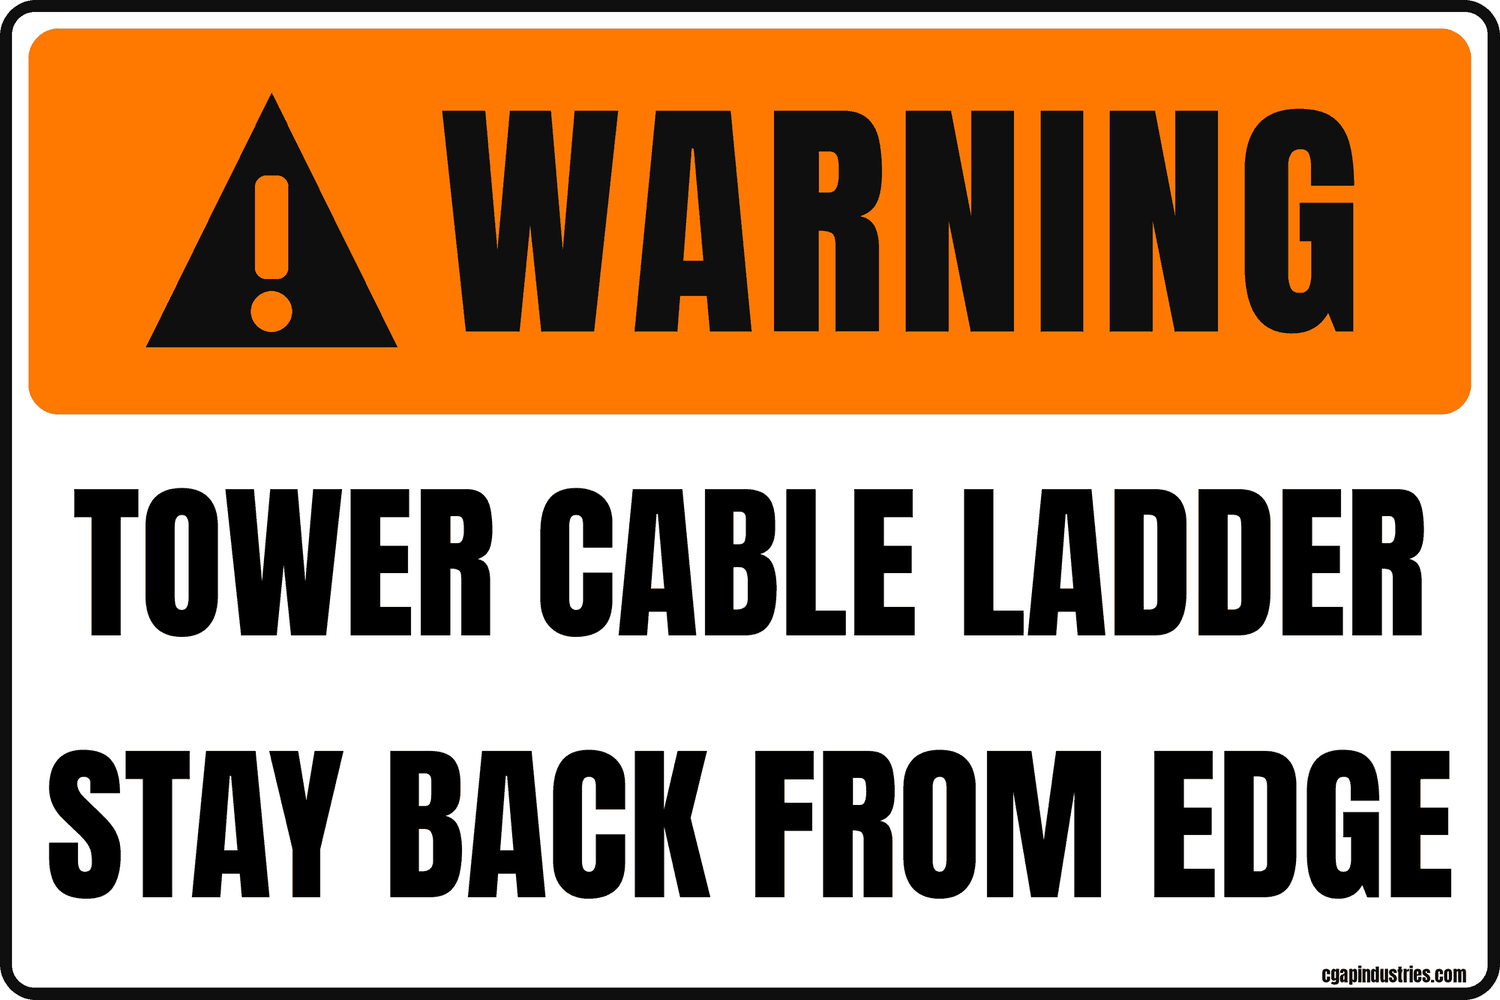 WARNING
TOWER CABLE LADDER
STAY BACK FROM EDGE
cgapindustries.com